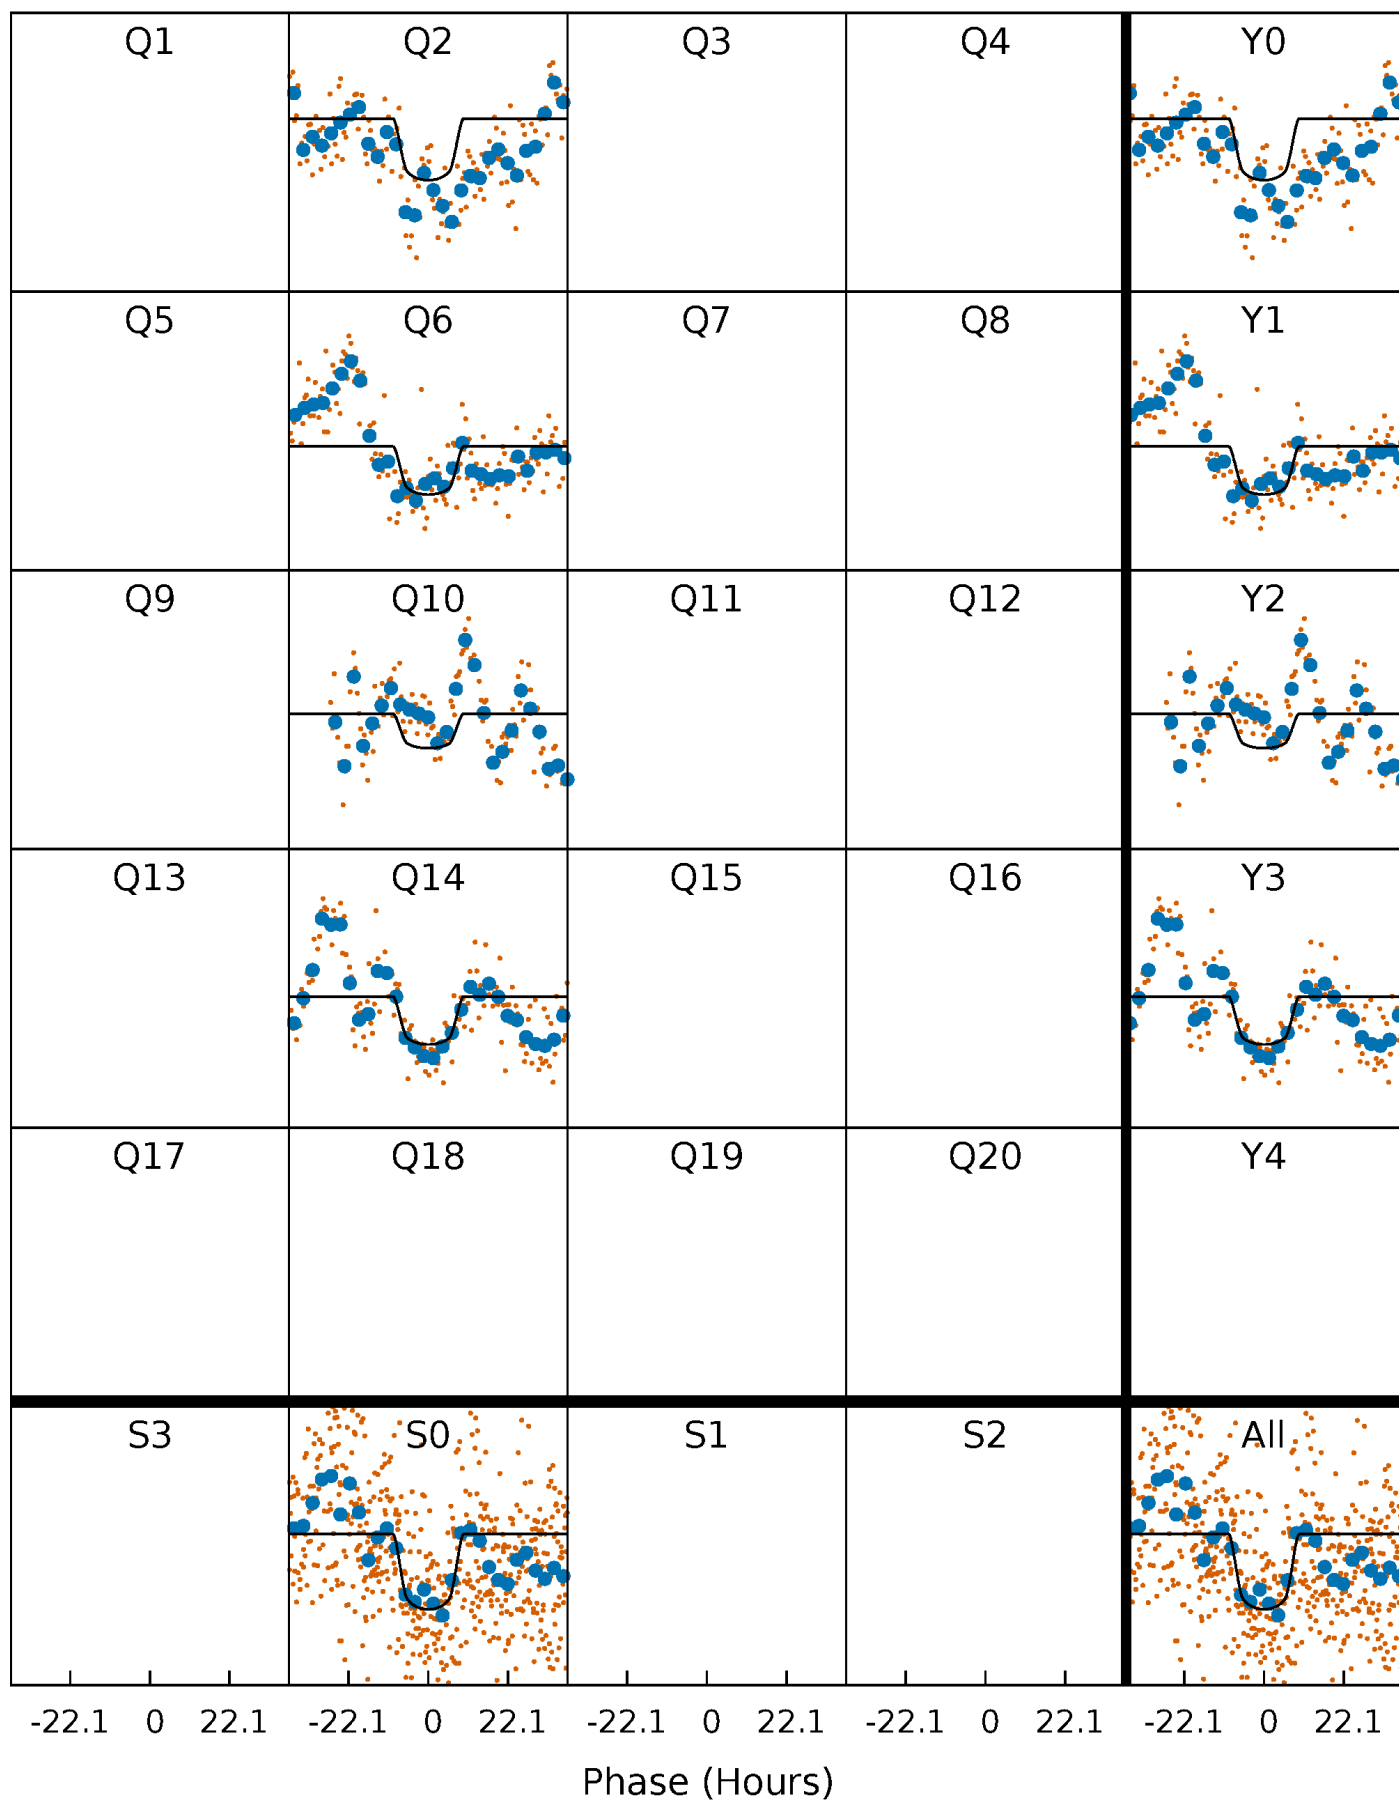 Q1 Q2 Q3 Q4 Y0
Q5 Q6 Q7 Q8 Y1
Q9 Q10 Q11 Q12 Y2
Q13 Q14 Q15 Q16 Y3
Q17 Q18 Q19 Q20 Y4
S3 S0 S1 S2 All
-22.1 0 22.1 -22.1 0 22.1 -22.1 0 22.1 -22.1 0 22.1 -22.1 0 22.1
Phase (Hours)